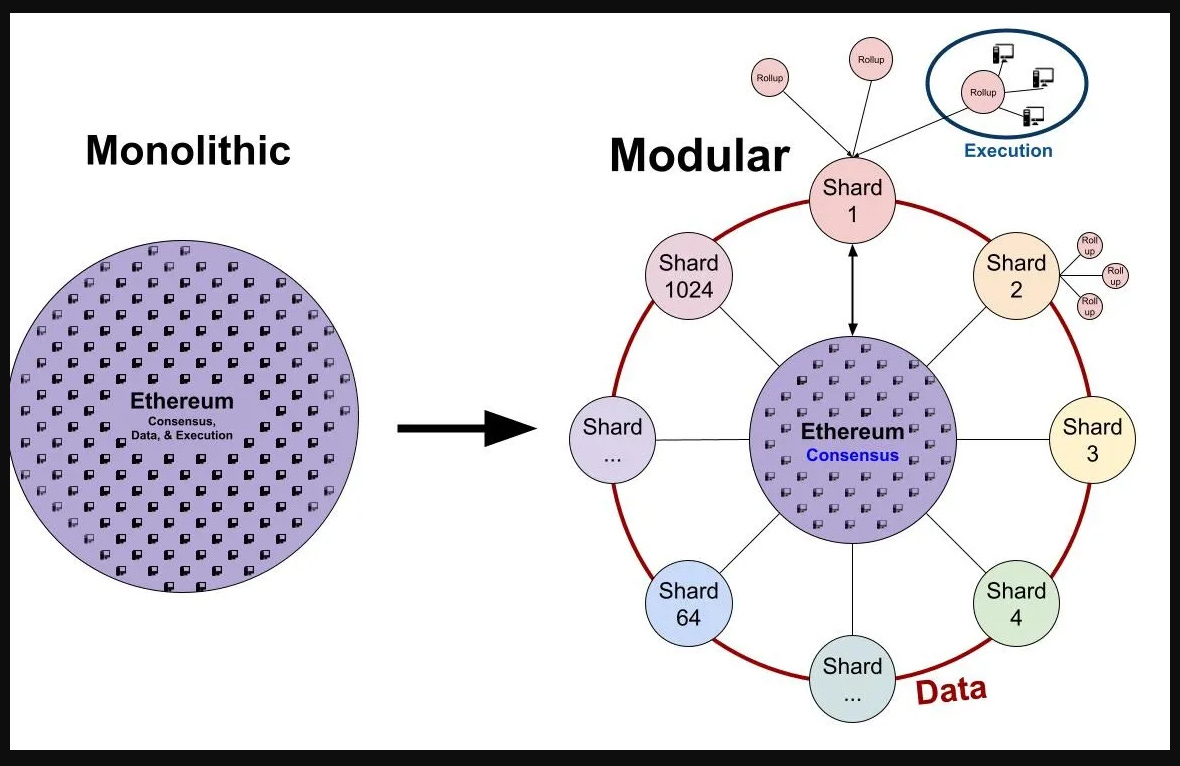 Monolithic
Ethereum
Consensus,
Data, & Execution
Modular
Rollup
Rollup
Rollup
Execution
Shard
1
Shard
2
Roll
up
Roll
up
Roll
up
Shard
3
Shard
4
Shard
...
Shard
64
Shard
...
Shard
1024
Ethereum
Consensus
Data